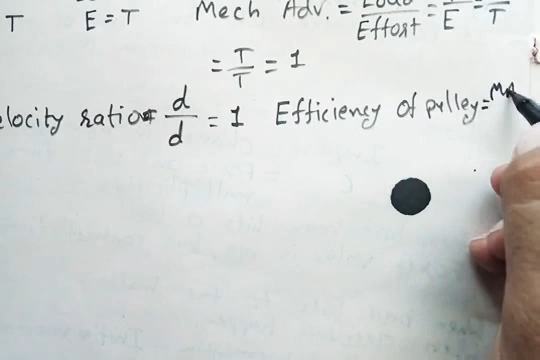 T E = T Mech Adv. = Load/Effort = /E = /T
= T/T = 1
elocity ratio = d/d = 1 Efficiency of pulley = MA